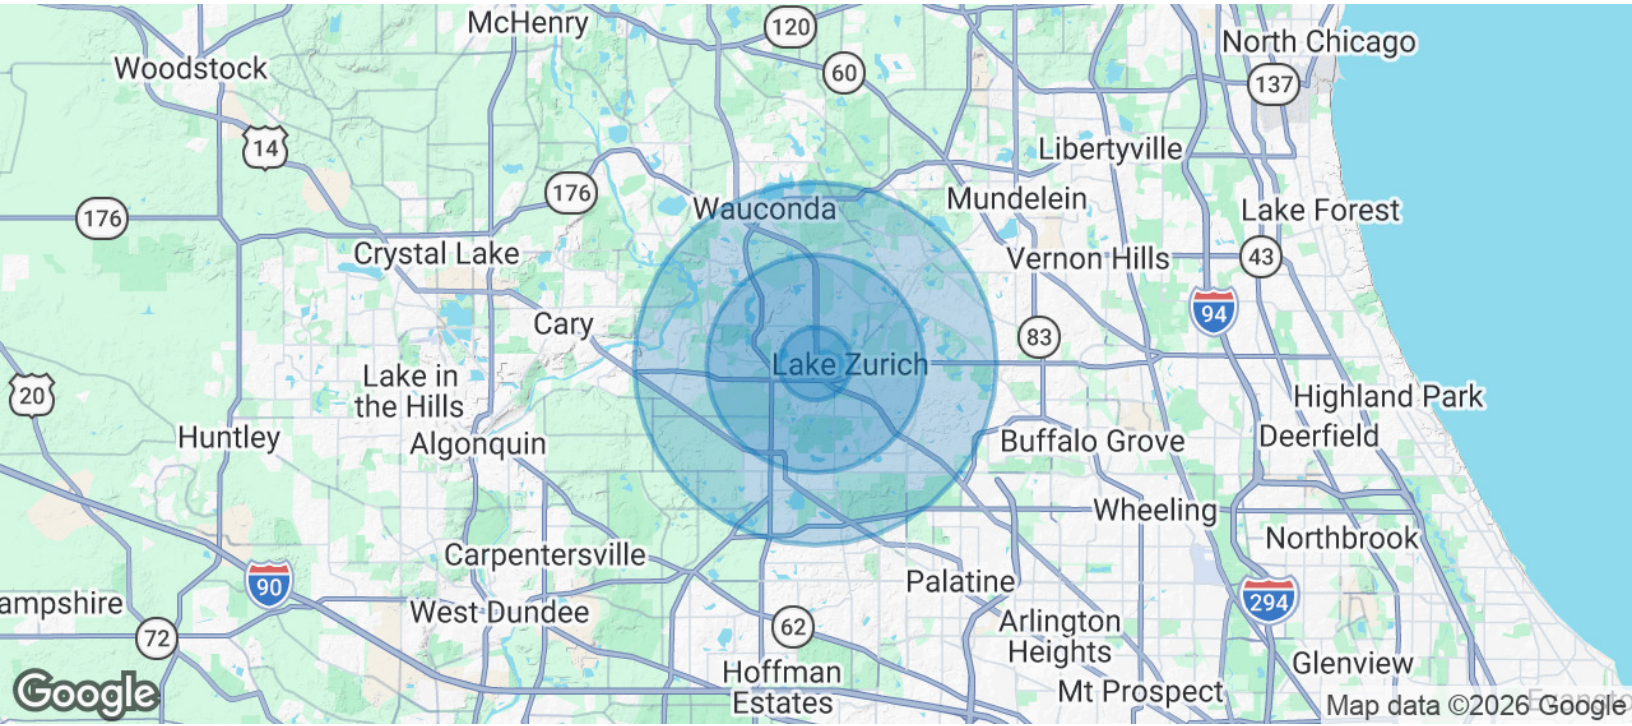 McHenry
120
North Chicago
Woodstock
60
137
14
Libertyville
176
Mundelein
176
Wauconda
Lake Forest
Crystal Lake
Vernon Hills
43
94
Cary
83
Lake Zurich
20
Lake in
the Hills
Highland Park
Huntley
Algonquin
Buffalo Grove
Deerfield
Wheeling
Northbrook
Carpentersville
90
Palatine
294
ampshire
West Dundee
72
62
Arlington
Heights
Hoffman
Estates
Glenview
Mt Prospect
Google
Map data ©2026 Google